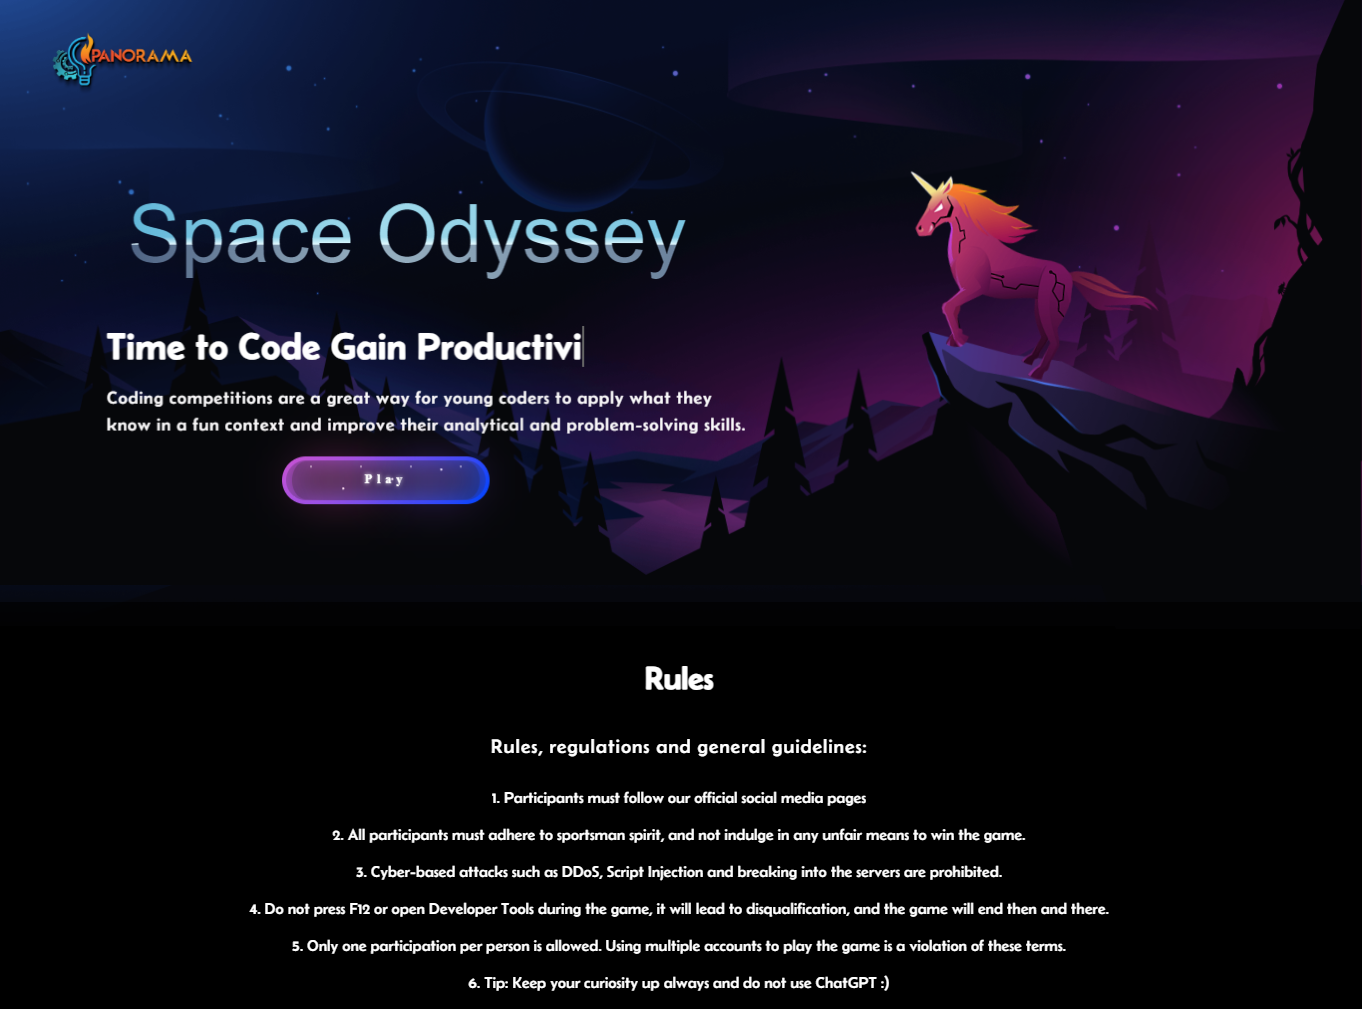 PANORAMA
Space Odyssey
Time to Code Gain Productivi
Coding competitions are a great way for young coders to apply what they
know in a fun context and improve their analytical and problem-solving skills.
Play
Rules
Rules, regulations and general guidelines:
1. Participants must follow our official social media pages
2. All participants must adhere to sportsman spirit, and not indulge in any unfair means to win the game.
3. Cyber-based attacks such as DDoS, Script Injection and breaking into the servers are prohibited.
4. Do not press F12 or open Developer Tools during the game, it will lead to disqualification, and the game will end then and there.
5. Only one participation per person is allowed. Using multiple accounts to play the game is a violation of these terms.
6. Tip: Keep your curiosity up always and do not use ChatGPT :)